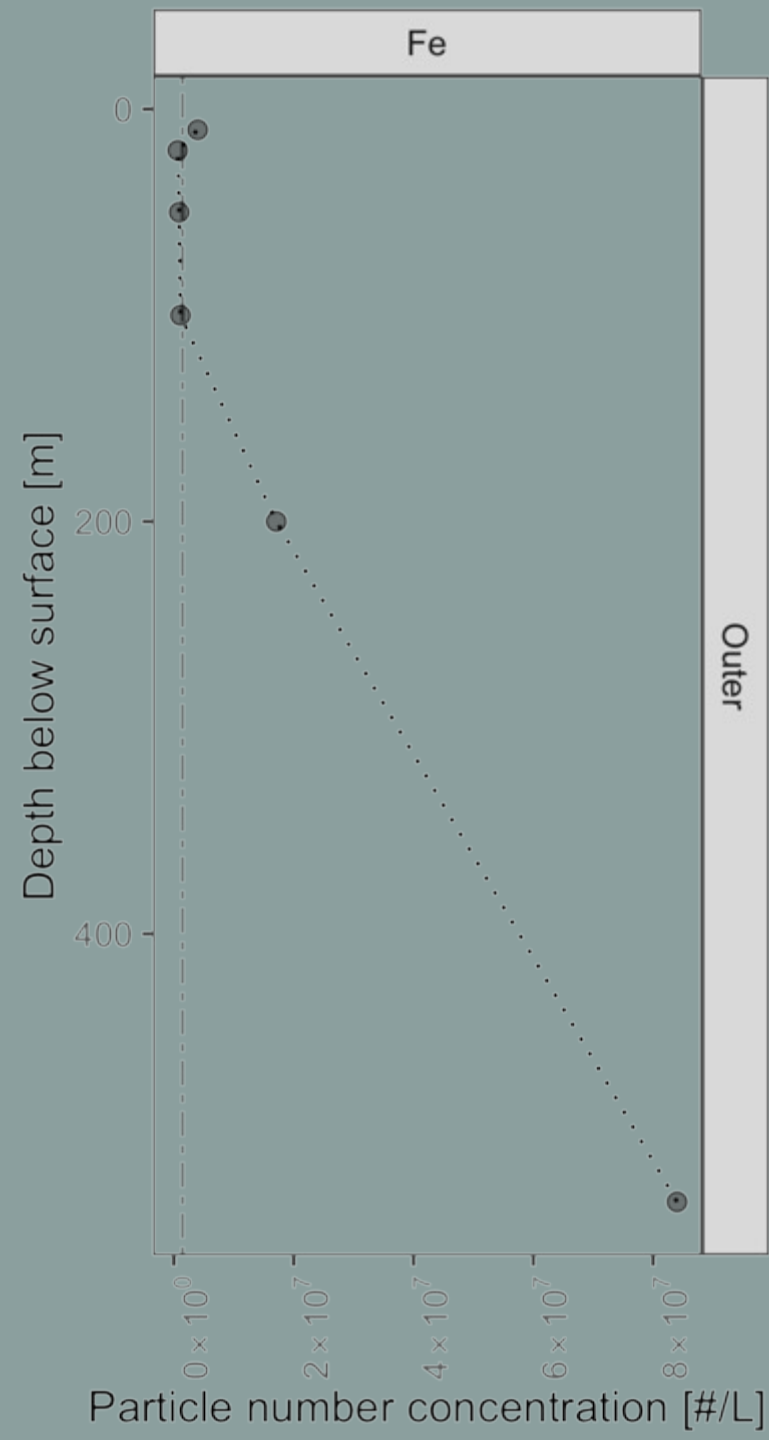 Fe
Outer
Depth below surface [m]
0
200
400
0 × 10⁰
2 × 10⁷
4 × 10⁷
6 × 10⁷
8 × 10⁷
Particle number concentration [#/L]